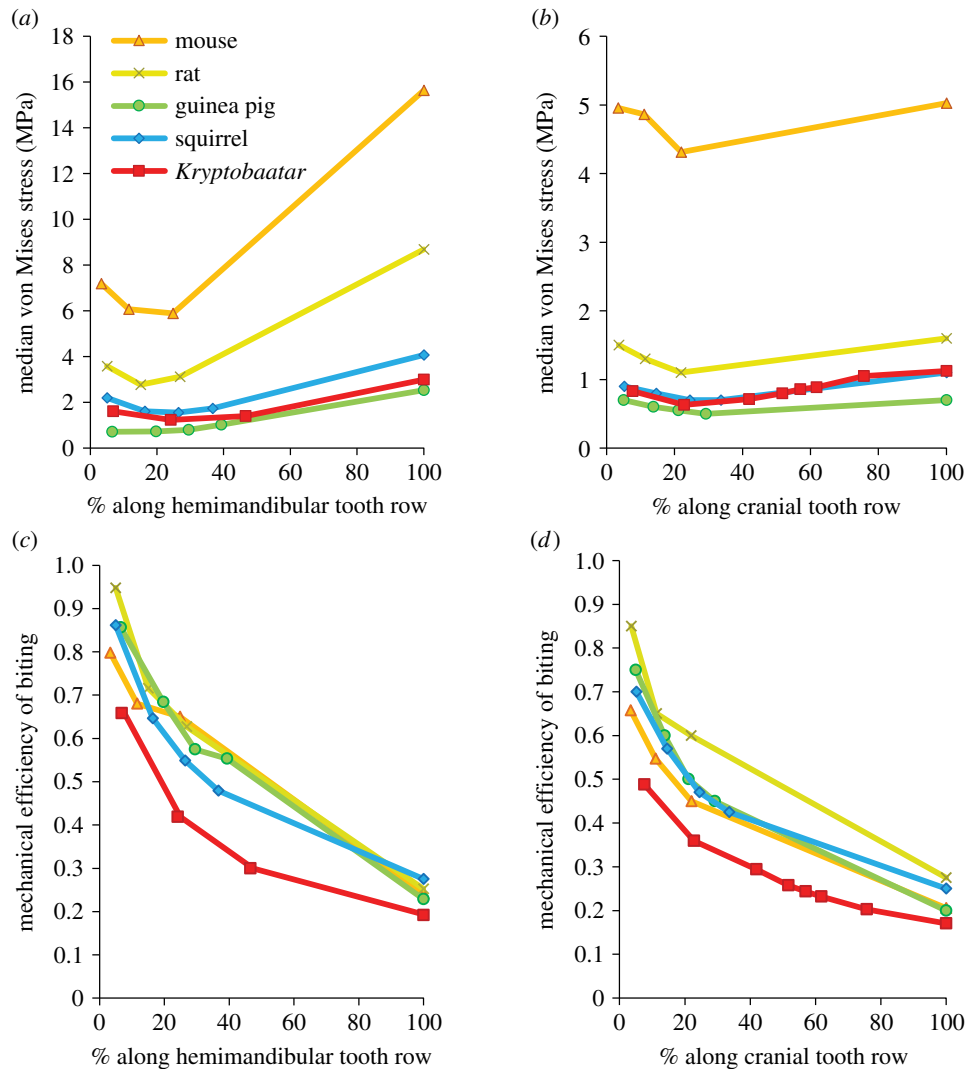 (a)
(b)
18
16
14
12
10
8
6
4
2
0
median von Mises stress (MPa)
mouse
rat
guinea pig
squirrel
Kryptobaatar
0 20 40 60 80 100
% along hemimandibular tooth row
6
5
4
3
2
1
0
median von Mises stress (MPa)
0 20 40 60 80 100
% along cranial tooth row
(c)
(d)
1.0
0.9
0.8
0.7
0.6
0.5
0.4
0.3
0.2
0.1
0
mechanical efficiency of biting
0 20 40 60 80 100
% along hemimandibular tooth row
1.0
0.9
0.8
0.7
0.6
0.5
0.4
0.3
0.2
0.1
0
mechanical efficiency of biting
0 20 40 60 80 100
% along cranial tooth row